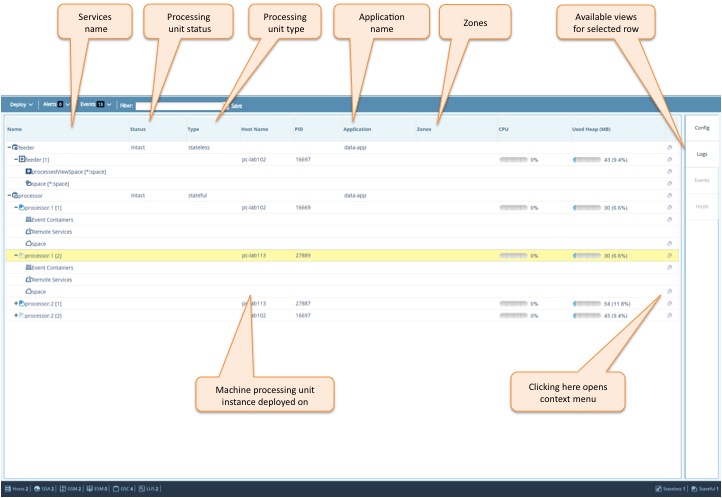 Services
name
Processing
unit status
Processing
unit type
Application
name
Zones
Available views
for selected row
Deploy Alerts 0 Events 13 Filter: Save
Name Status Type Host Name PID Application Zones CPU Used Heap (MB)
Config
Logs
Events
Hosts
feeder Intact stateless data-app
feeder [1] pc-lab102 16697 0% 43 (9.4%)
processedViewSpace [*:space]
space [*:space]
processor Intact stateful data-app
processor.1 [1] pc-lab102 16669 0% 30 (6.6%)
Event Containers
Remote Services
space
processor.1 [2] pc-lab113 27889 0% 30 (6.6%)
Event Containers
Remote Services
space
processor.2 [1] pc-lab113 27887 0% 54 (11.8%)
processor.2 [2] pc-lab102 16697 0% 43 (9.4%)
Machine processing unit
instance deployed on
Clicking here opens
context menu
Hosts 2 GSA 2 GSM 2 ESM 0 GSC 4 LUS 2 Stateless 1 Stateful 1